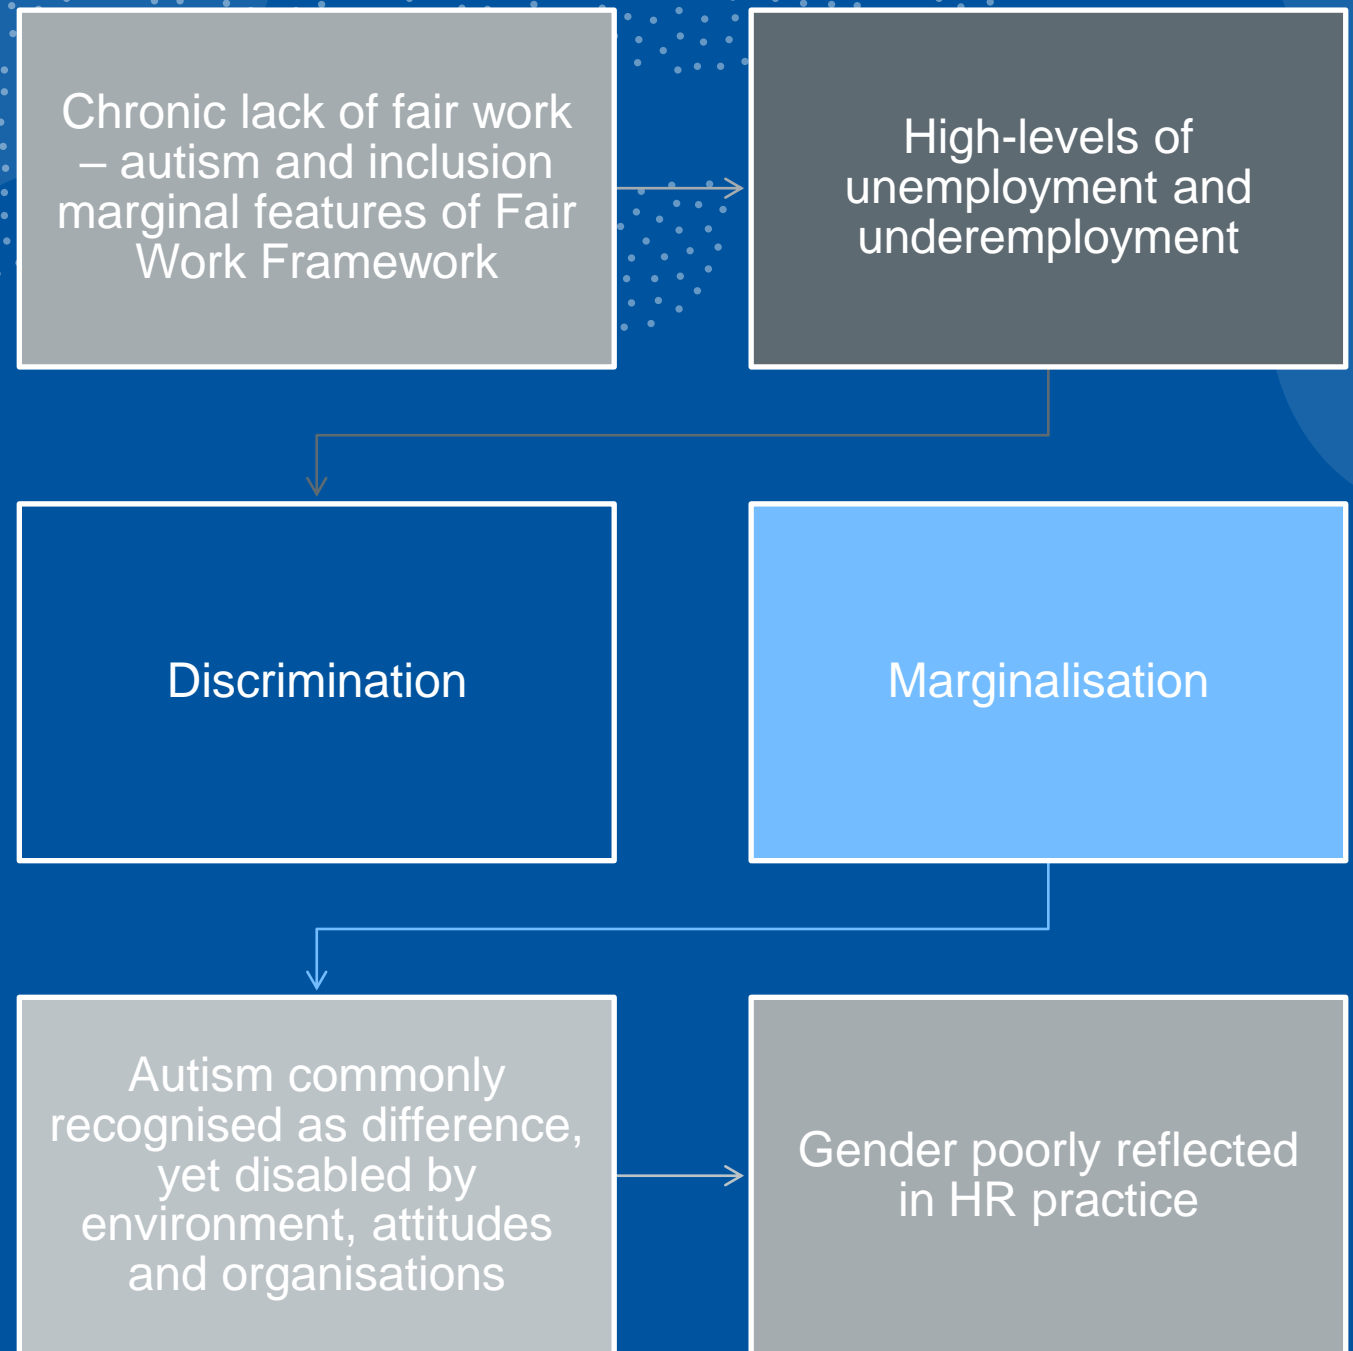 Chronic lack of fair work
– autism and inclusion
marginal features of Fair
Work Framework
High-levels of
unemployment and
underemployment
Discrimination
Marginalisation
Autism commonly
recognised as difference,
yet disabled by
environment, attitudes
and organisations
Gender poorly reflected
in HR practice